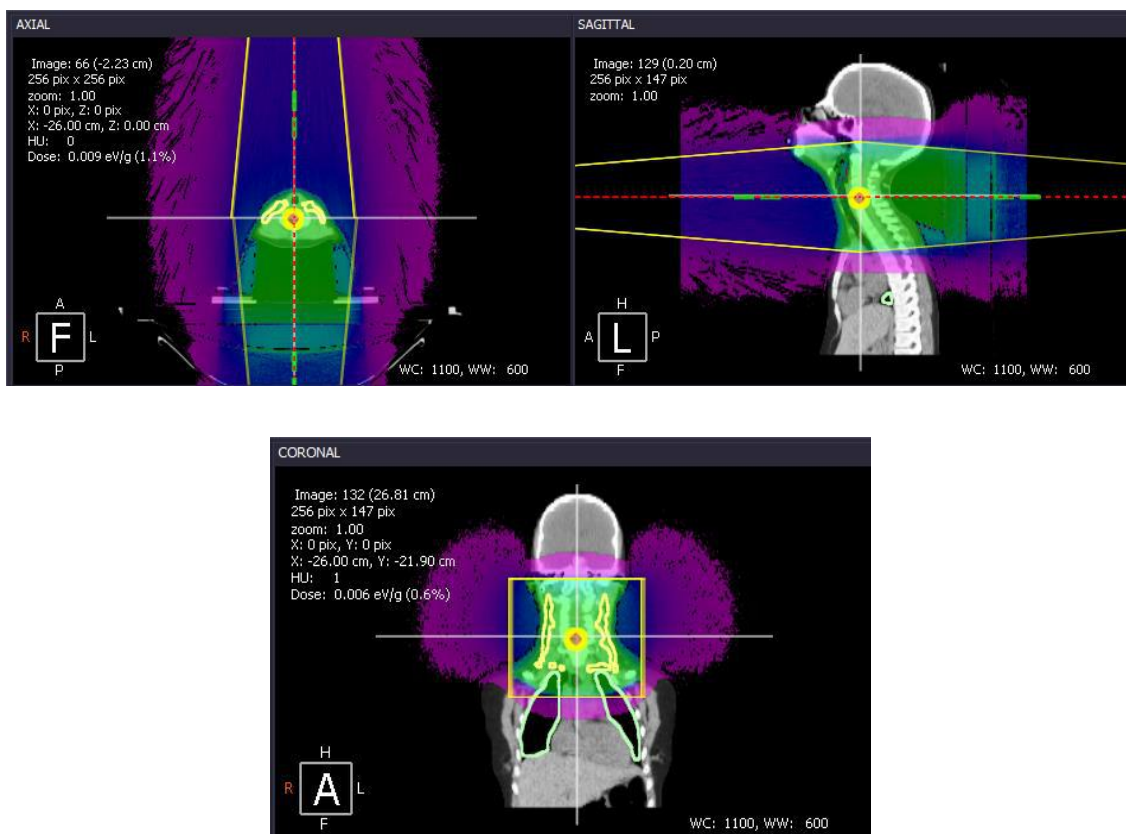 AXIAL
Image: 66 (-2.23 cm)
256 pix x 256 pix
zoom: 1.00
X: 0 pix, Z: 0 pix
X: -26.00 cm, Z: 0.00 cm
HU: 0
Dose: 0.009 eV/g (1.1%)
A
R F L
P
WC: 1100, WW: 600
SAGITTAL
Image: 129 (0.20 cm)
256 pix x 147 pix
zoom: 1.00
H
A L P
F
WC: 1100, WW: 600
CORONAL
Image: 132 (26.81 cm)
256 pix x 147 pix
zoom: 1.00
X: 0 pix, Y: 0 pix
X: -26.00 cm, Y: -21.90 cm
HU: 1
Dose: 0.006 eV/g (0.6%)
H
R A L
F
WC: 1100, WW: 600